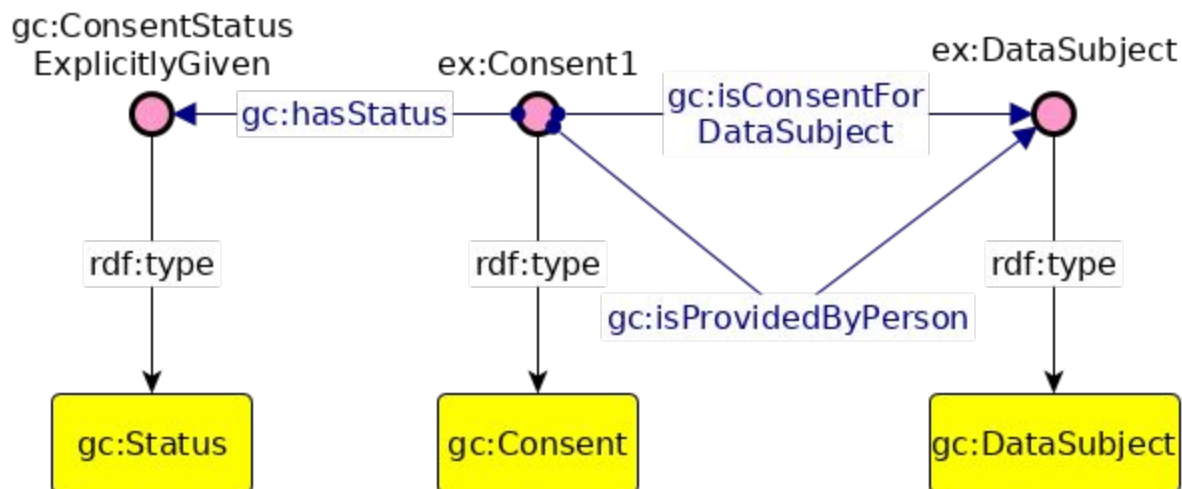 gc:ConsentStatus
ExplicitlyGiven
ex:Consent1
ex:DataSubject
gc:hasStatus
gc:isConsentFor
DataSubject
rdf:type
rdf:type
rdf:type
gc:isProvidedByPerson
gc:Status
gc:Consent
gc:DataSubject